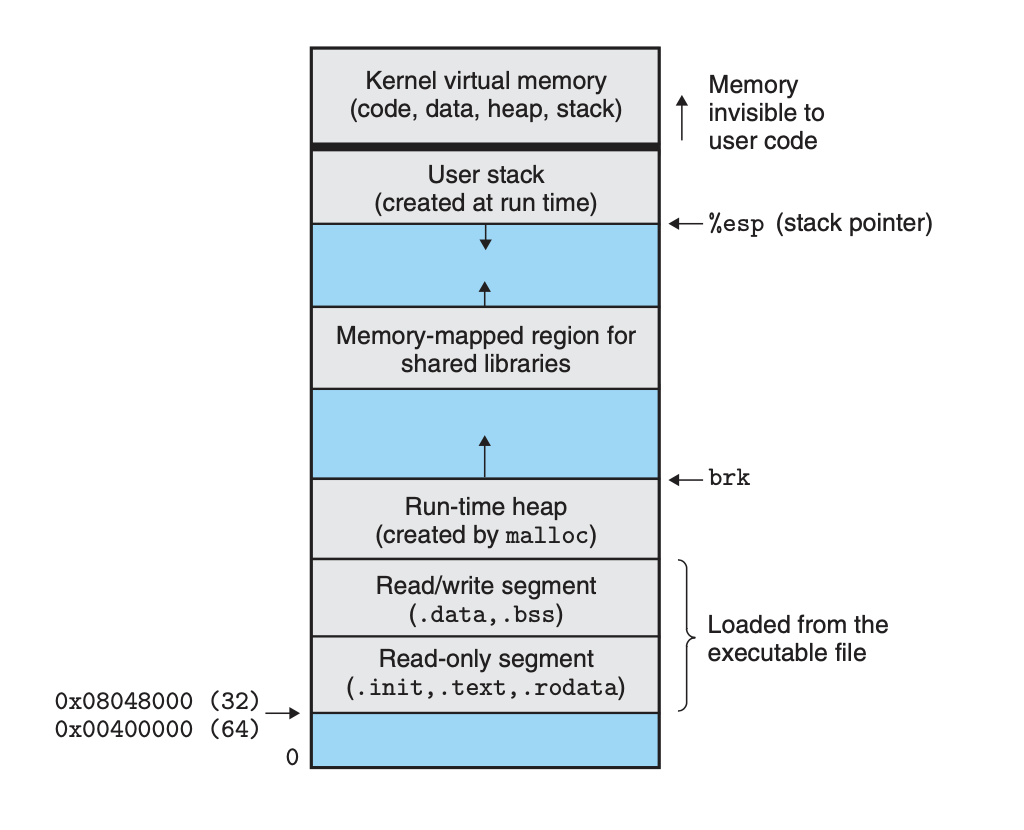 Kernel virtual memory
(code, data, heap, stack)
Memory
invisible to
user code
User stack
(created at run time)
%esp (stack pointer)
Memory-mapped region for
shared libraries
brk
Run-time heap
(created by malloc)
Read/write segment
(.data,.bss)
Loaded from the
executable file
Read-only segment
(.init,.text,.rodata)
0x08048000 (32)
0x00400000 (64)
0